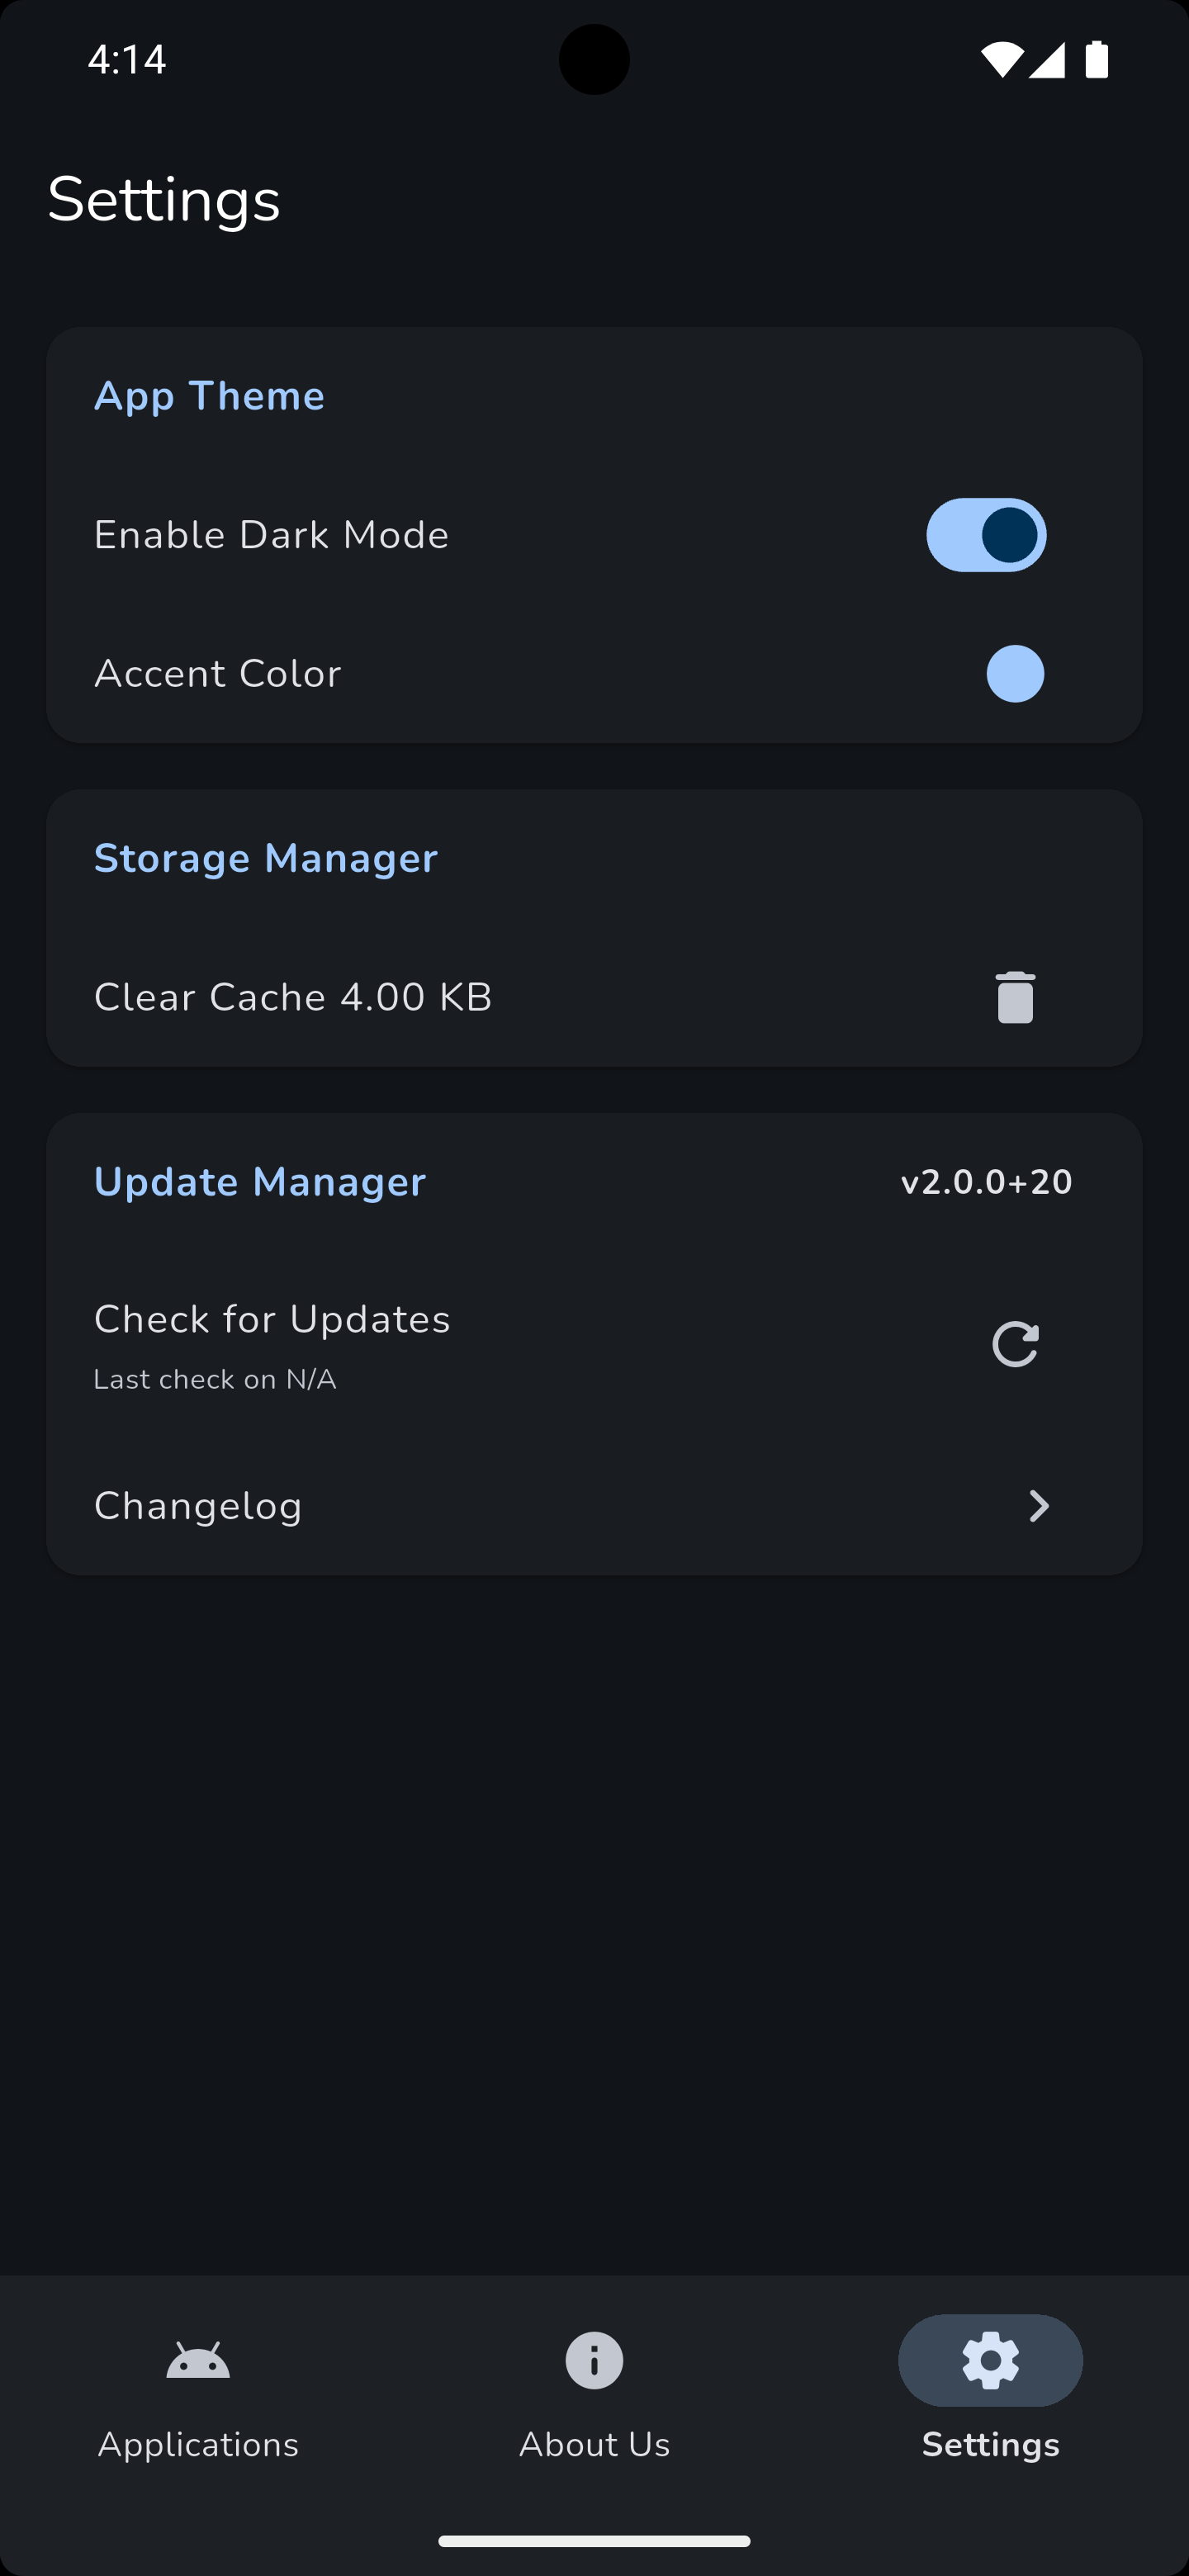 4:14
Settings
App Theme
Enable Dark Mode
Accent Color
Storage Manager
Clear Cache 4.00 KB
Update Manager
v2.0.0+20
Check for Updates
Last check on N/A
Changelog
Applications
About Us
Settings